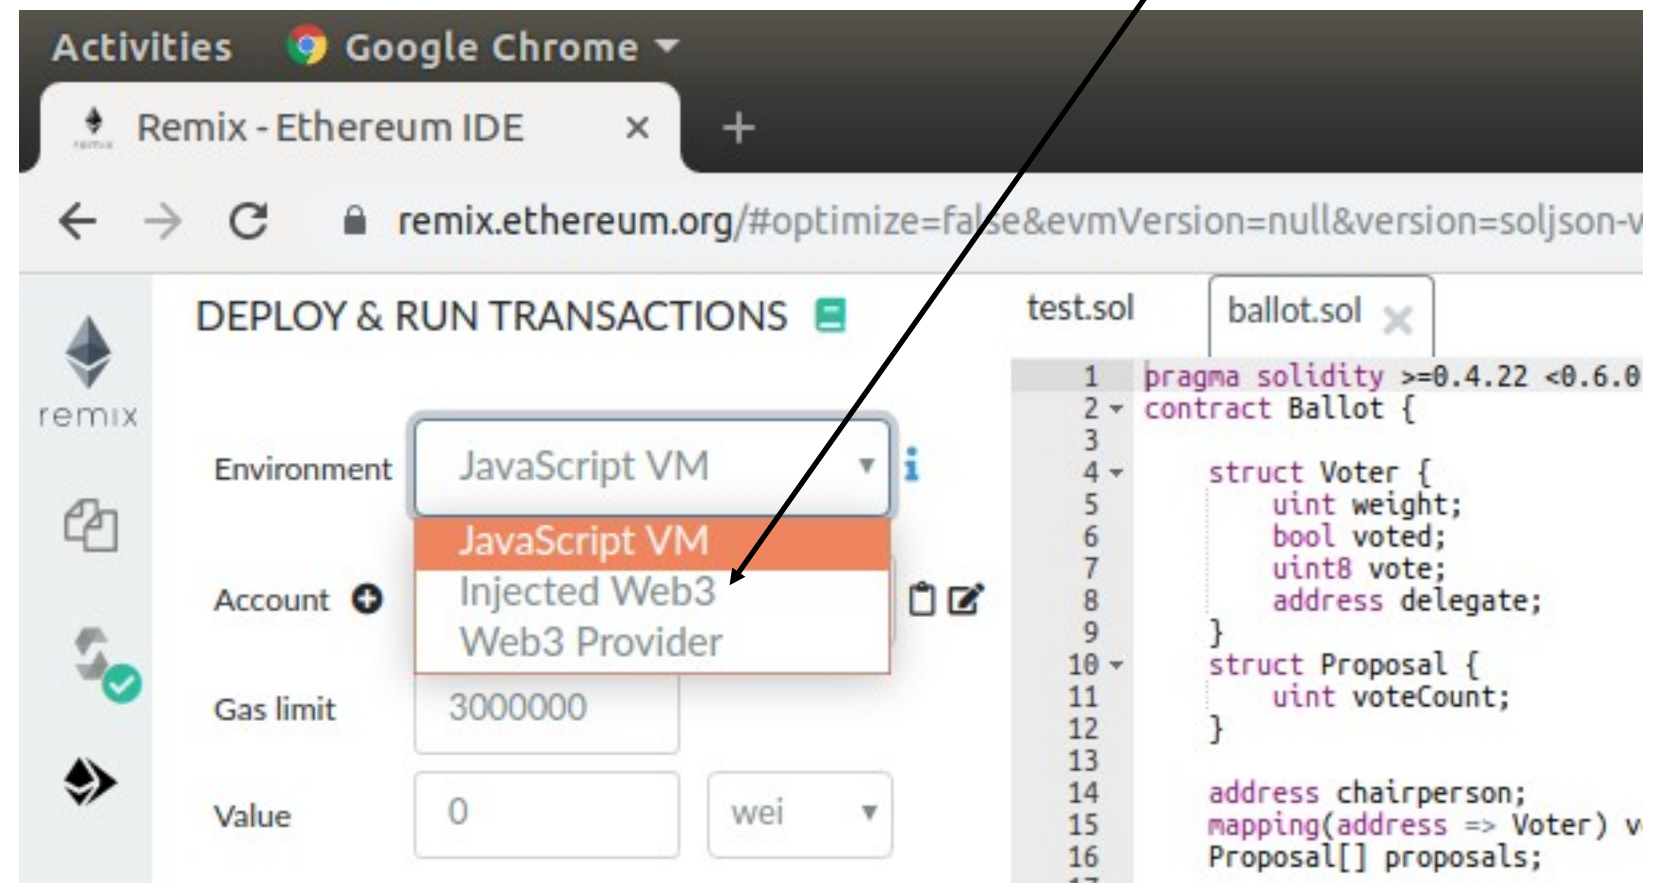 Activities Google Chrome
remix Remix - Ethereum IDE × +
remix.ethereum.org/#optimize=false&evmVersion=null&version=soljson-v
remix
DEPLOY & RUN TRANSACTIONS
Environment JavaScript VM
JavaScript VM
Injected Web3
Web3 Provider
Account
Gas limit 3000000
Value 0 wei
test.sol ballot.sol
1 pragma solidity >=0.4.22 <0.6.0
2 contract Ballot {
3
4 struct Voter {
5 uint weight;
6 bool voted;
7 uint8 vote;
8 address delegate;
9 }
10 struct Proposal {
11 uint voteCount;
12 }
13
14 address chairperson;
15 mapping(address => Voter) v
16 Proposal[] proposals;